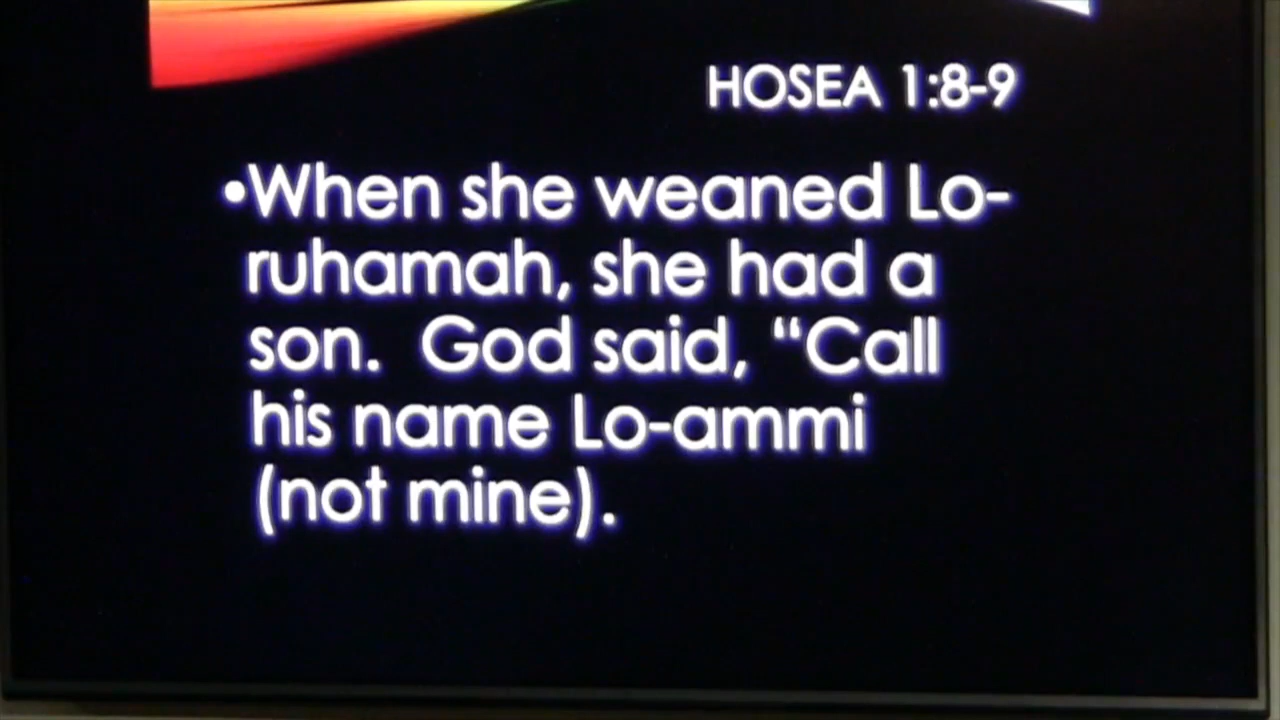 HOSEA 1:8-9
•When she weaned Lo-
ruhamah, she had a
son.  God said, “Call
his name Lo-ammi
(not mine).